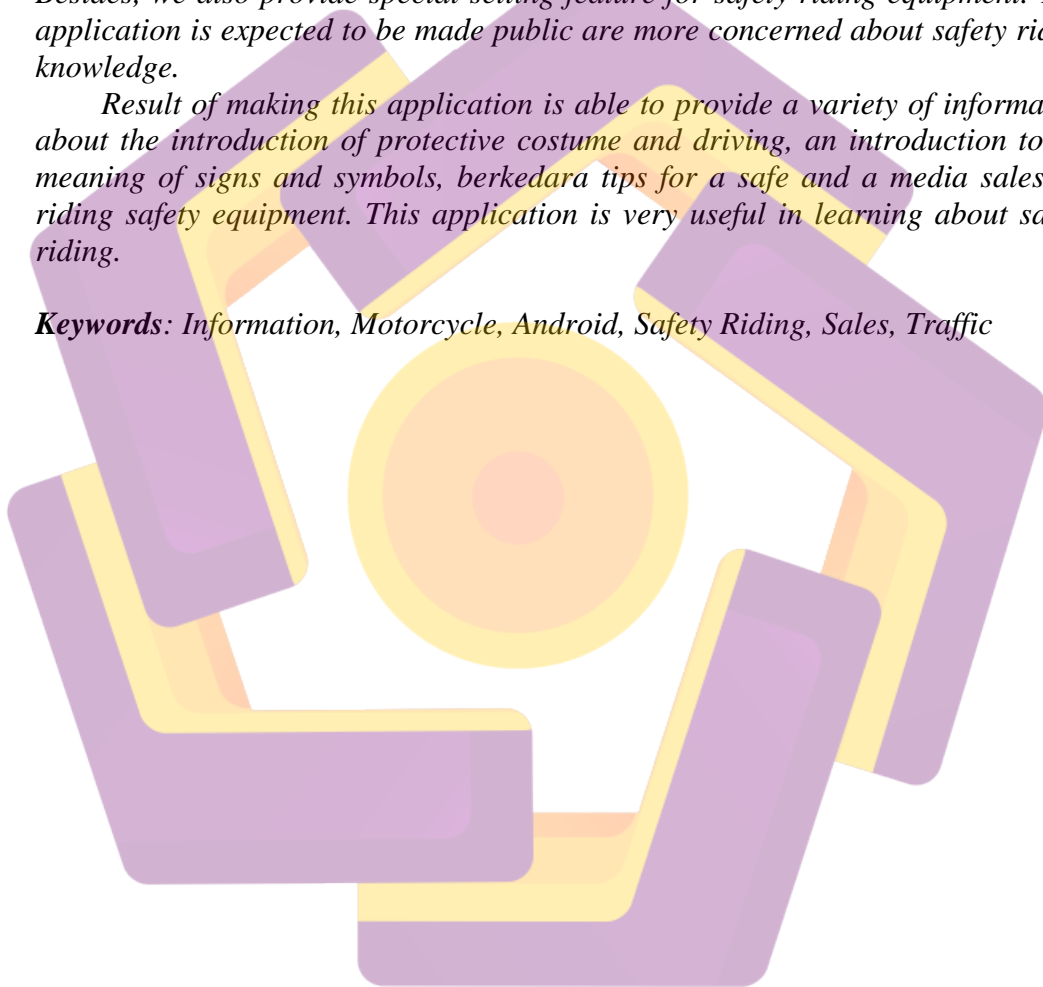 Besides, we also provide special selling feature for safety riding equipment.
application is expected to be made public are more concerned about safety
knowledge.
Result of making this application is able to provide a variety of
about the introduction of protective costume and driving, an introduction to
meaning of signs and symbols, berkedara tips for a safe and a media sales
riding safety equipment. This application is very useful in learning about
riding.
Keywords: Information, Motorcycle, Android, Safety Riding, Sales, Traffic